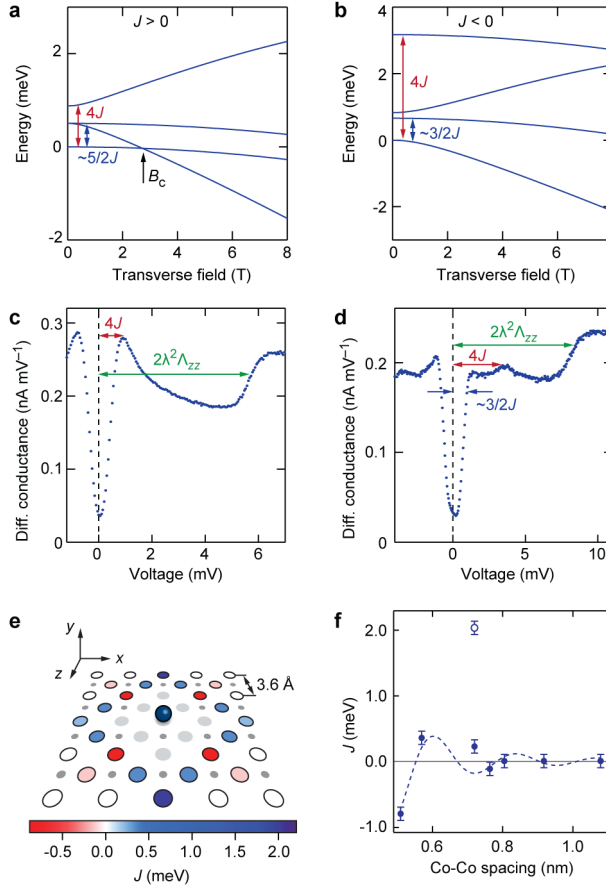 a
J > 0
Energy (meV)
2
0
-2
4J
~5/2J
B_c
0
2
4
6
8
Transverse field (T)
b
J < 0
Energy (meV)
4
2
0
-2
4J
~3/2J
0
2
4
6
Transverse field (T)
c
Diff. conductance (nA mV⁻¹)
0.3
0.2
0.1
0
4J
2λ²Λzz
0
2
4
6
Voltage (mV)
d
Diff. conductance (nA mV⁻¹)
0.2
0.1
0
2λ²Λzz
4J
~3/2J
0
5
10
Voltage (mV)
e
y
x
z
3.6 Å
-0.5
0.0
0.5
1.0
1.5
2.0
J (meV)
f
J (meV)
2.0
1.0
0.0
-1.0
0.6
0.8
1.0
Co-Co spacing (nm)